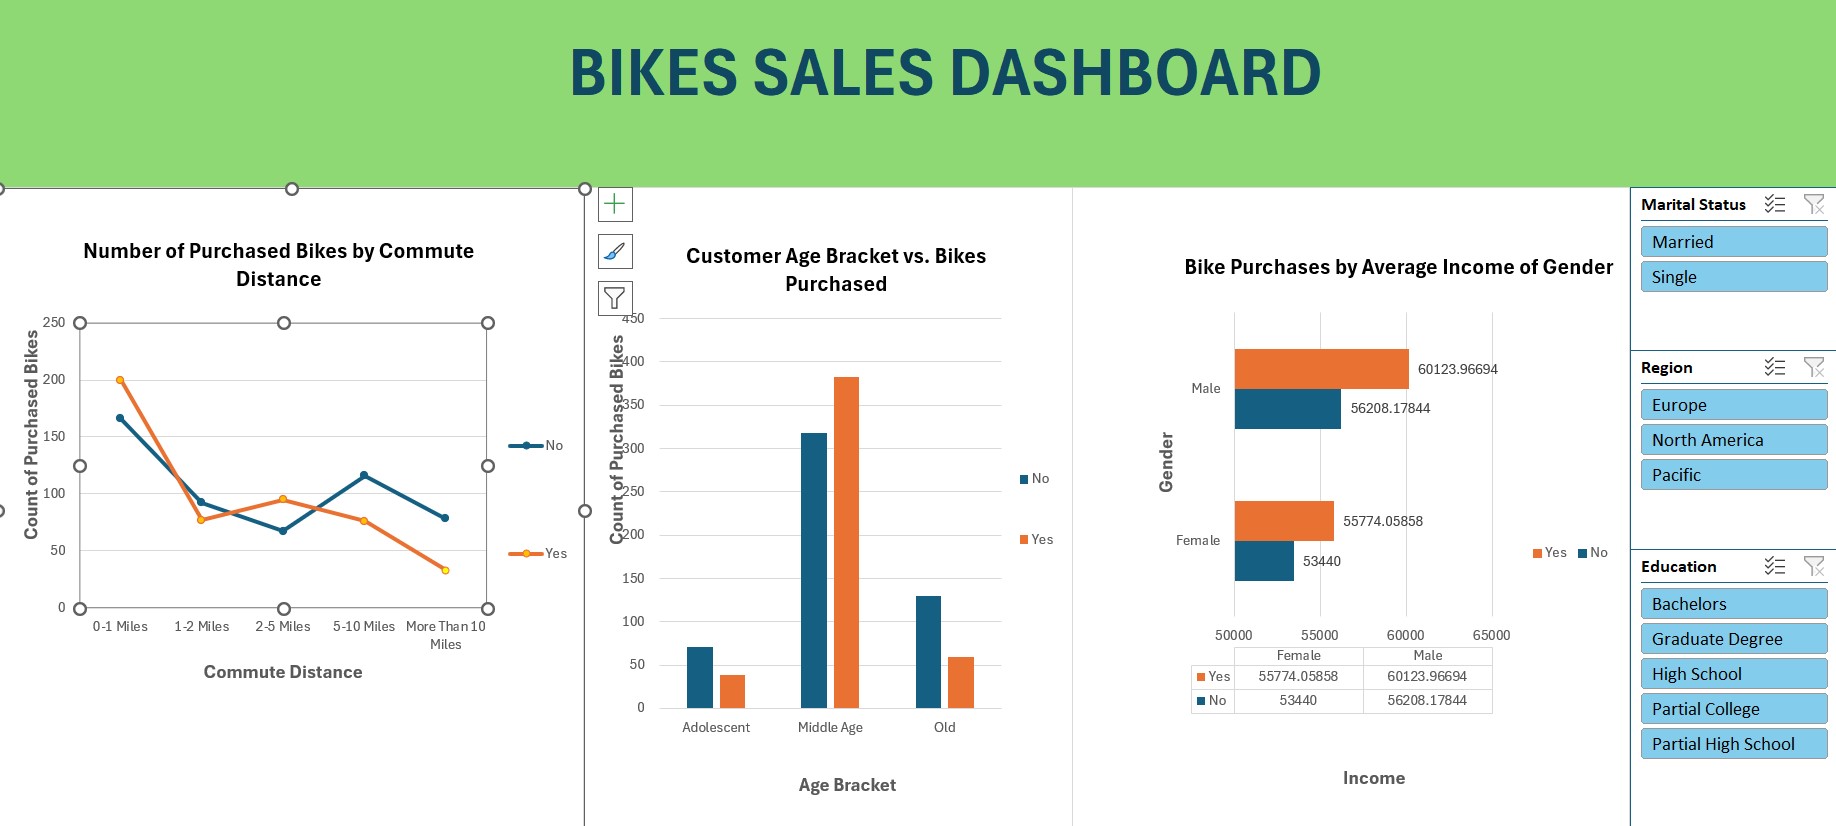 BIKES SALES DASHBOARD
Number of Purchased Bikes by Commute
Distance
Count of Purchased Bikes
250
200
150
100
50
0
0-1 Miles
1-2 Miles
2-5 Miles
5-10 Miles
More Than 10
Miles
Commute Distance
No
Yes
Customer Age Bracket vs. Bikes
Purchased
Count of Purchased Bikes
450
400
350
300
250
200
150
100
50
0
Adolescent
Middle Age
Old
Age Bracket
No
Yes
Bike Purchases by Average Income of Gender
Gender
Male
60123.96694
56208.17844
Female
55774.05858
53440
Yes
No
50000
55000
60000
65000
Female
Male
Yes 55774.05858 60123.96694
No 53440 56208.17844
Income
Marital Status
Married
Single
Region
Europe
North America
Pacific
Education
Bachelors
Graduate Degree
High School
Partial College
Partial High School